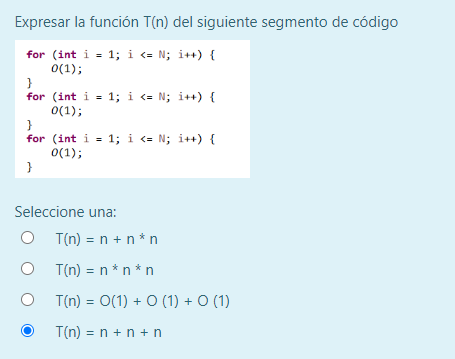 Expresar la función T(n) del siguiente segmento de código
for (int i = 1; i <= N; i++) {
O(1);
}
for (int i = 1; i <= N; i++) {
O(1);
}
for (int i = 1; i <= N; i++) {
O(1);
}
Seleccione una:
T(n) = n + n * n
T(n) = n * n * n
T(n) = O(1) + O (1) + O (1)
T(n) = n + n + n